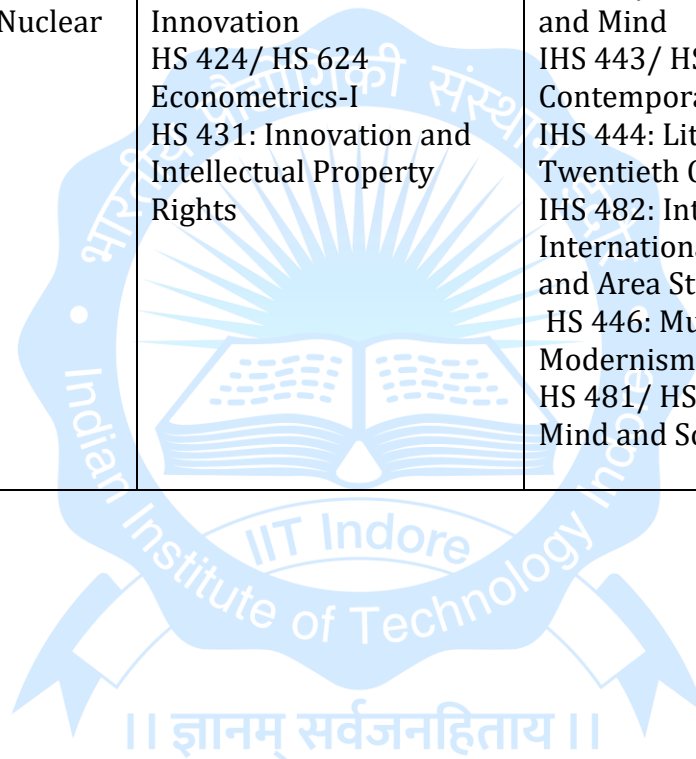 Nuclear
Innovation
HS 424/ HS 624
Econometrics-I
HS 431: Innovation and
Intellectual Property
Rights
and Mind
IHS 443/ HS
Contempora
IHS 444: Lit
Twentieth
IHS 482: Int
Internationa
and Area St
HS 446: Mu
Modernism
HS 481/ HS
Mind and So
भारतीय प्रौद्योगिकी संस्थान इंदौर
Indian Institute of Technology Indore
IIT Indore
।। ज्ञानम् सर्वजनहिताय ।।